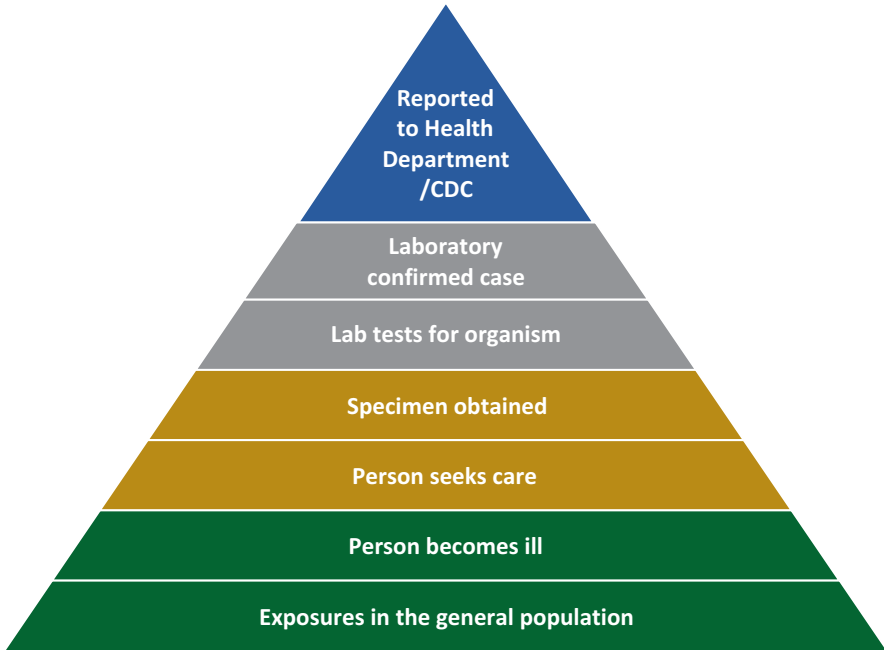 Reported
to Health
Department
/CDC
Laboratory
confirmed case
Lab tests for organism
Specimen obtained
Person seeks care
Person becomes ill
Exposures in the general population